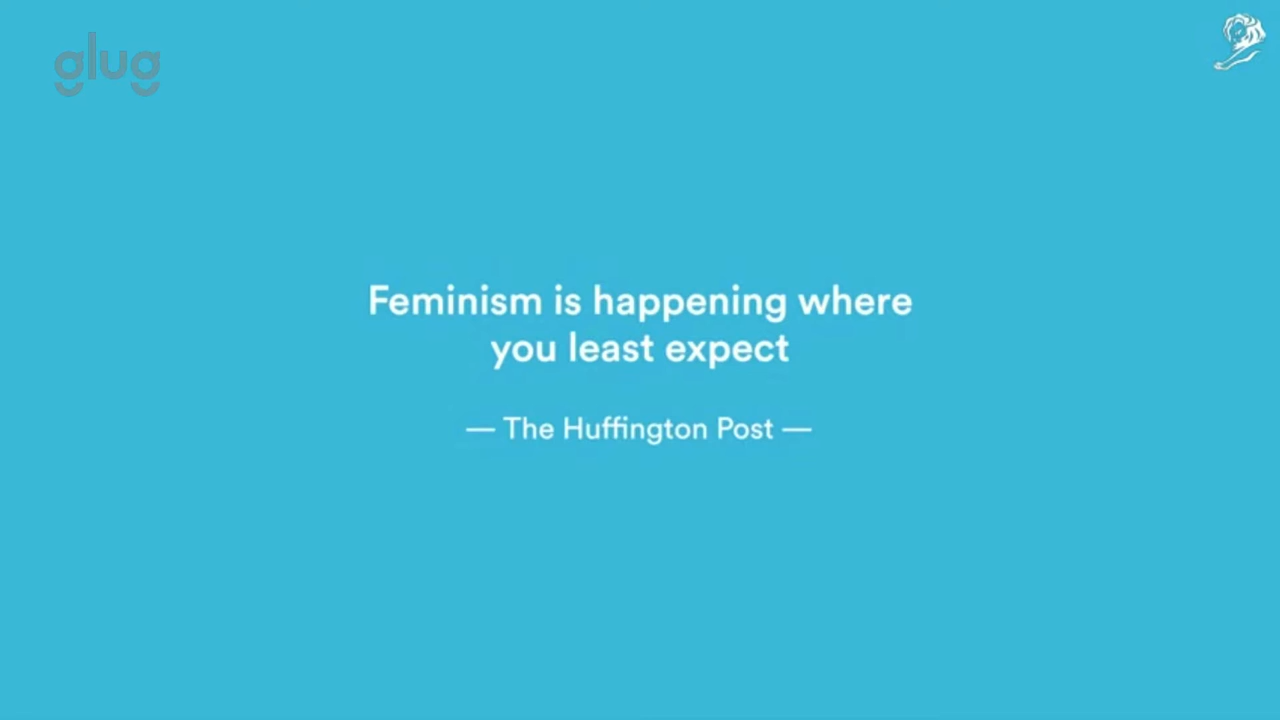 glug
Feminism is happening where
you least expect
— The Huffington Post —